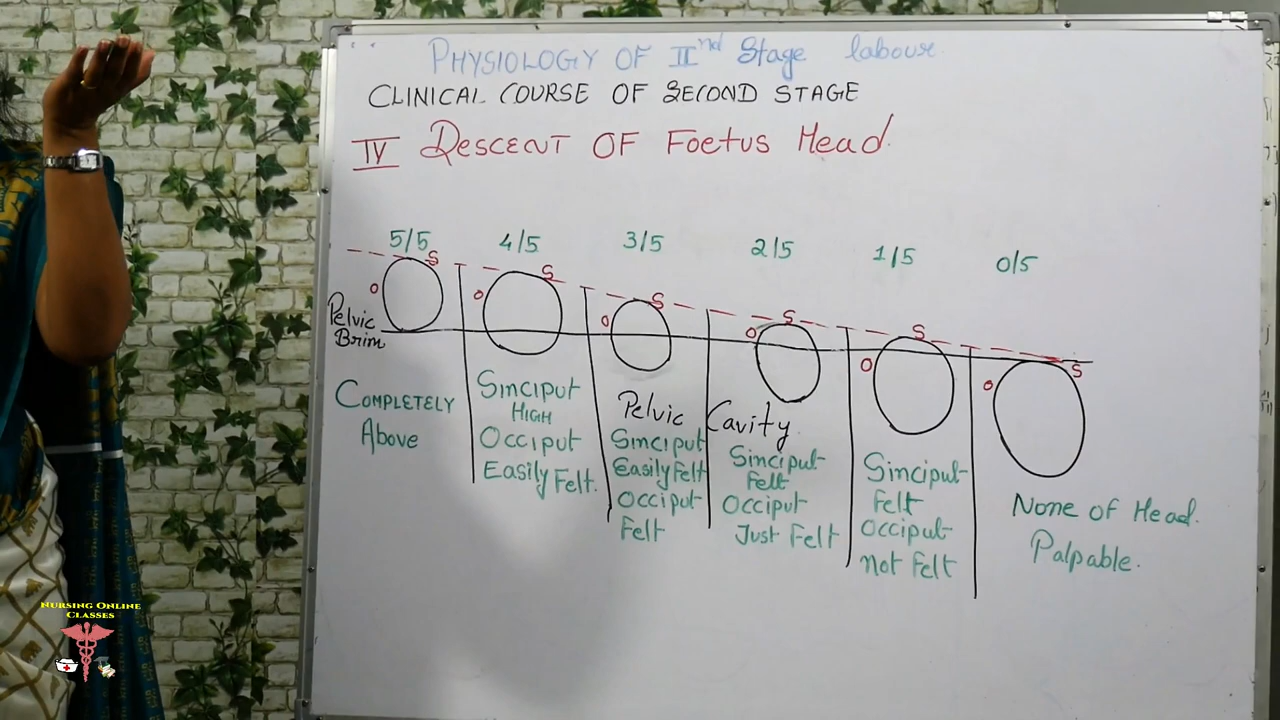 PHYSIOLOGY OF IInd Stage labour
CLINICAL COURSE OF SECOND STAGE
IV DESCENT OF FOETUS HEAD.
5/5 4/5 3/5 2/5 1/5 0/5
S S S S S S
O O O O O O
Pelvic
Brim
COMPLETELY
Above
Sinciput
HIGH
Occiput
Easily Felt.
Pelvic Cavity
Sinciput
Easily Felt
Occiput
Felt
Sinciput
Felt
Occiput
Just Felt
Sinciput
Felt
Occiput
not Felt
None of Head.
Palpable.
NURSING ONLINE
CLASSES